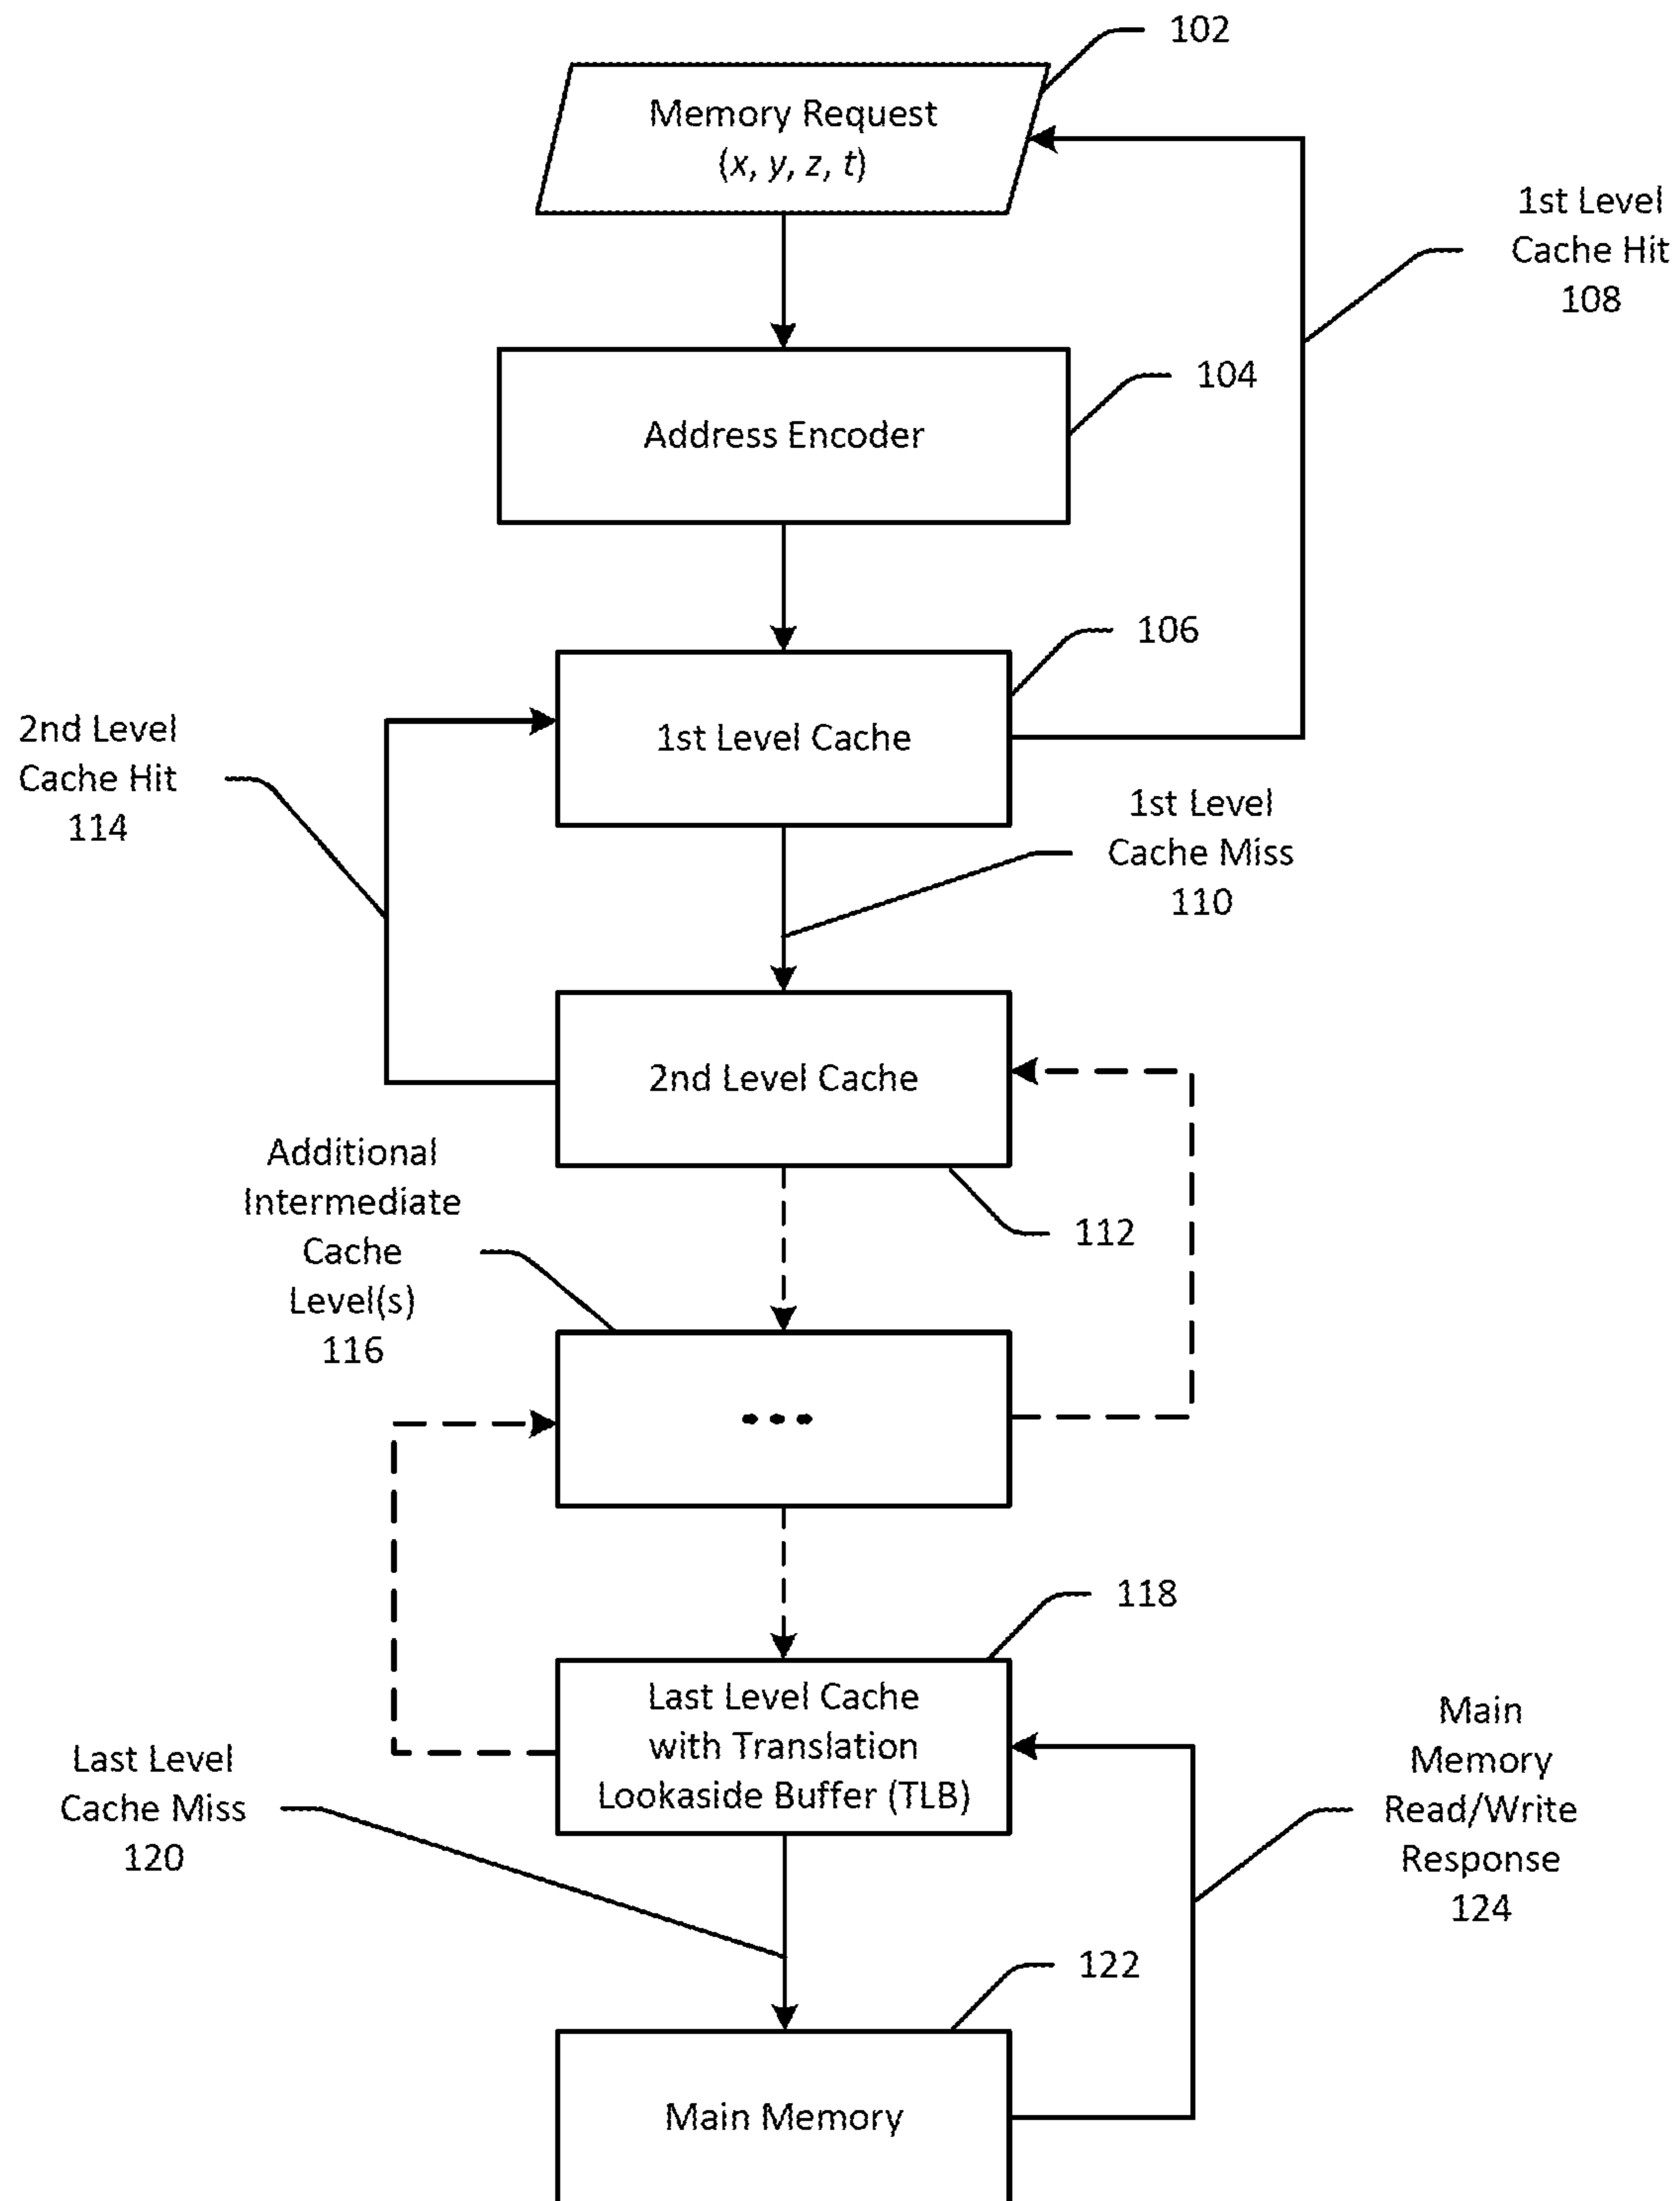 102
Memory Request
(x, y, z, t)
1st Level
Cache Hit
108
104
Address Encoder
106
1st Level Cache
2nd Level
Cache Hit
114
1st Level
Cache Miss
110
2nd Level Cache
112
Additional
Intermediate
Cache
Level(s)
116
•••
118
Last Level Cache
with Translation
Lookaside Buffer (TLB)
Last Level
Cache Miss
120
Main
Memory
Read/Write
Response
124
122
Main Memory